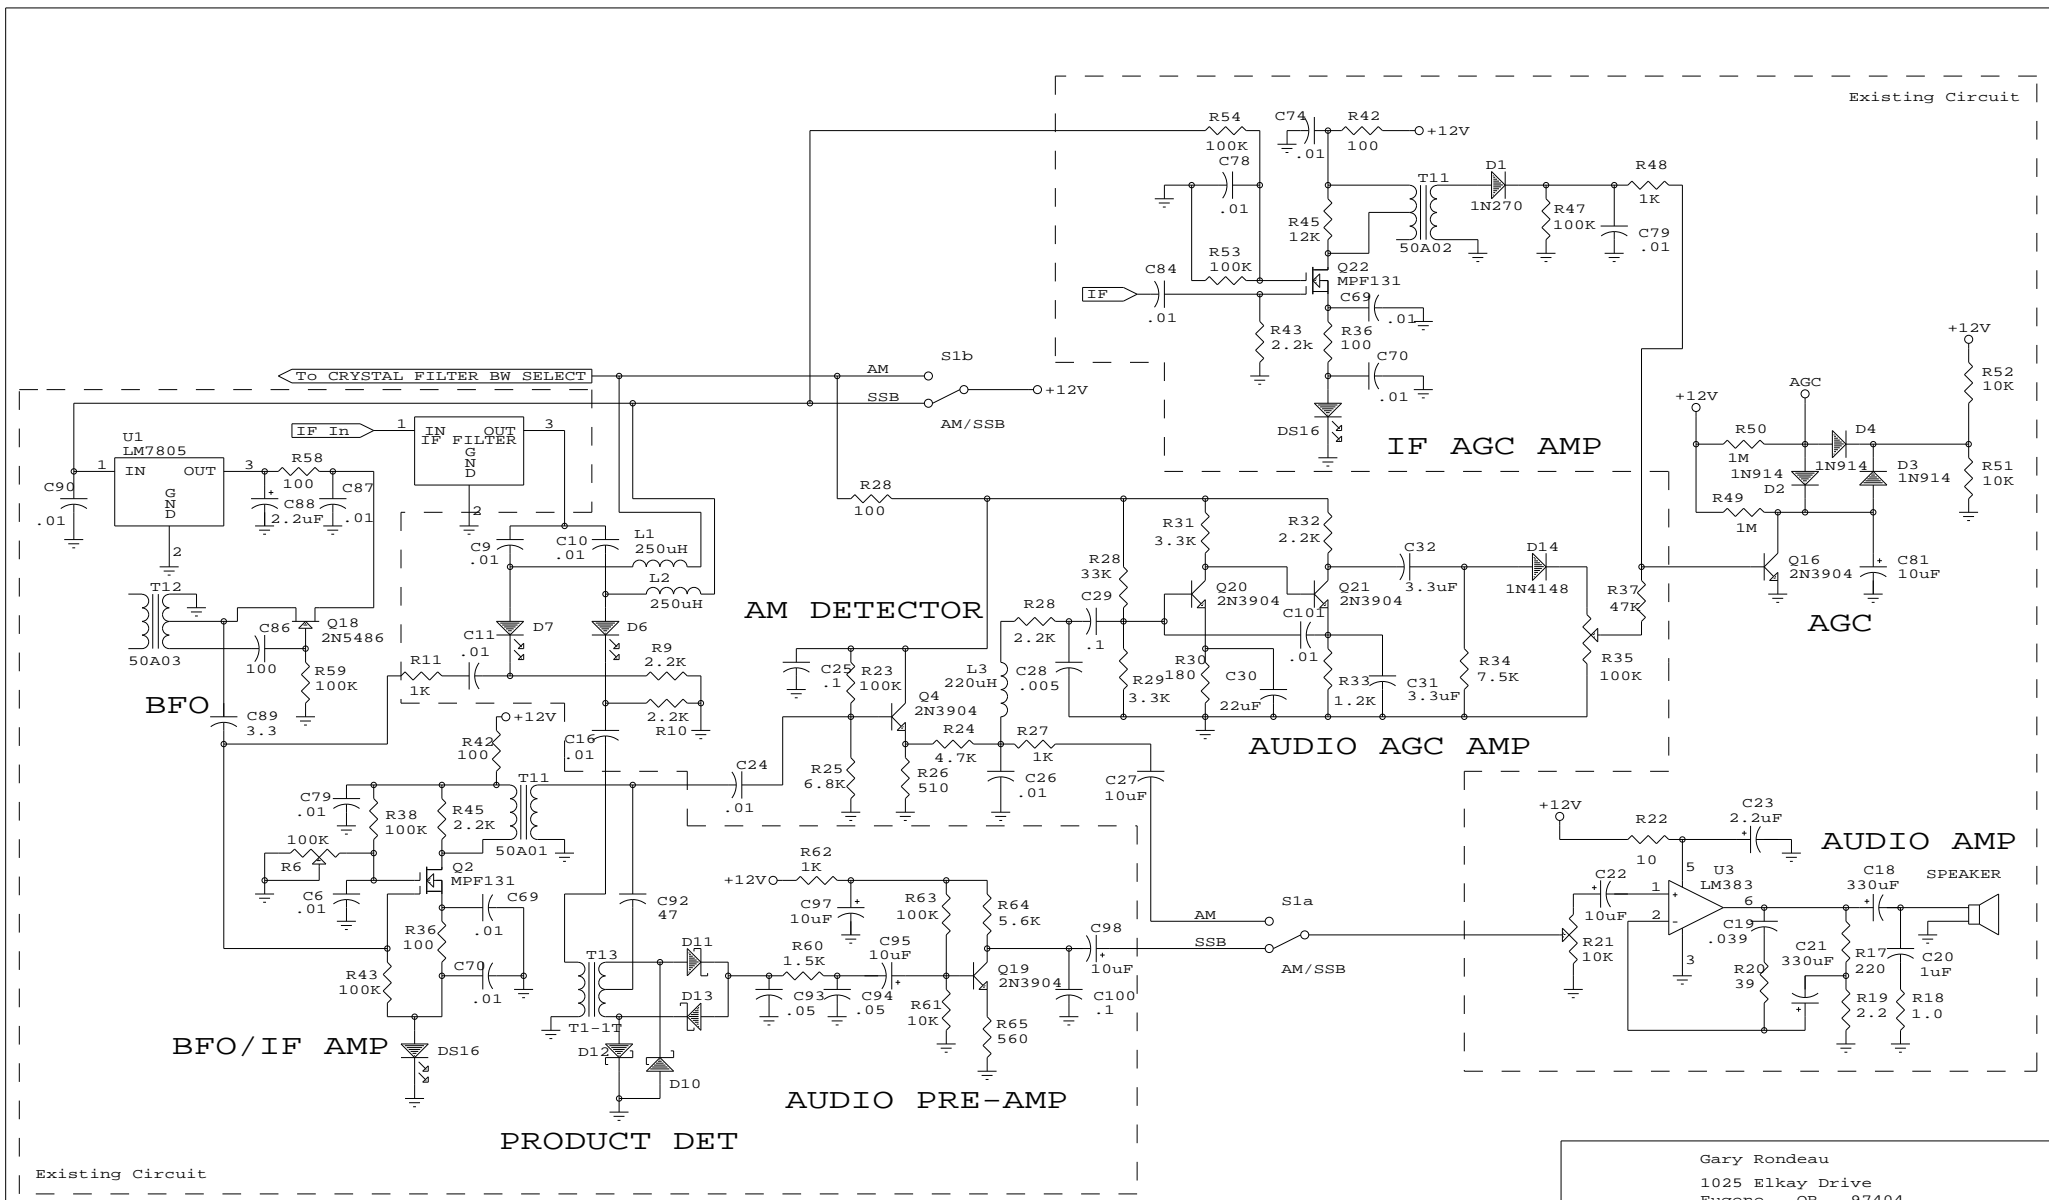 Existing Circuit
R54
100K
C74
.01
R42
100
+12V
C78
.01
R45
12K
T11
50A02
D1
1N270
R47
100K
C79
.01
R48
1K
R53
100K
C84
.01
IF
Q22
MPF131
C69
.01
R43
2.2k
R36
100
C70
.01
DS16
IF AGC AMP
To CRYSTAL FILTER BW SELECT
AM
S1b
SSB
+12V
AM/SSB
+12V
R52
10K
AGC
+12V
R50
1M
D4
1N914
1N914
D2
D3
1N914
R51
10K
R49
1M
Q16
2N3904
C81
10uF
AGC
IF In
1
IN
OUT
3
IF FILTER
GND
2
U1
LM7805
1
IN
OUT
3
GND
2
R58
100
C90
.01
C88
2.2uF
C87
.01
T12
50A03
C86
100
Q18
2N5486
R59
100K
BFO
C89
3.3
C9
.01
C10
.01
L1
250uH
L2
250uH
D7
D6
C11
.01
R11
1K
R9
2.2K
2.2K
R10
C16
.01
AM DETECTOR
R28
100
C25
.1
R23
100K
Q4
2N3904
R24
4.7K
R25
6.8K
R26
510
L3
220uH
R27
1K
C26
.01
C27
10uF
C24
.01
R28
2.2K
C28
.005
C29
.1
R28
33K
R29
3.3K
R31
3.3K
R32
2.2K
Q20
2N3904
Q21
2N3904
C101
.01
R30
180
C30
22uF
R33
1.2K
C31
3.3uF
C32
3.3uF
D14
1N4148
R34
7.5K
R37
47K
R35
100K
AUDIO AGC AMP
+12V
R42
100
T11
50A01
C79
.01
R38
100K
R45
2.2K
100K
R6
C6
.01
Q2
MPF131
C69
.01
R36
100
C70
.01
R43
100K
DS16
BFO/IF AMP
C92
47
T13
T1-1T
D11
D13
D12
D10
PRODUCT DET
+12V
R62
1K
C97
10uF
R63
100K
R64
5.6K
R60
1.5K
C95
10uF
C93
.05
C94
.05
R61
10K
Q19
2N3904
R65
560
C98
10uF
C100
.1
AUDIO PRE-AMP
AM
S1a
SSB
AM/SSB
+12V
R22
10
C23
2.2uF
AUDIO AMP
C22
10uF
R21
10K
1
2
5
U3
LM383
6
3
C19
.039
R20
39
C21
330uF
R17
220
R19
2.2
C18
330uF
C20
1uF
R18
1.0
SPEAKER
Existing Circuit
Gary Rondeau
1025 Elkay Drive
Eugene, OR 97404